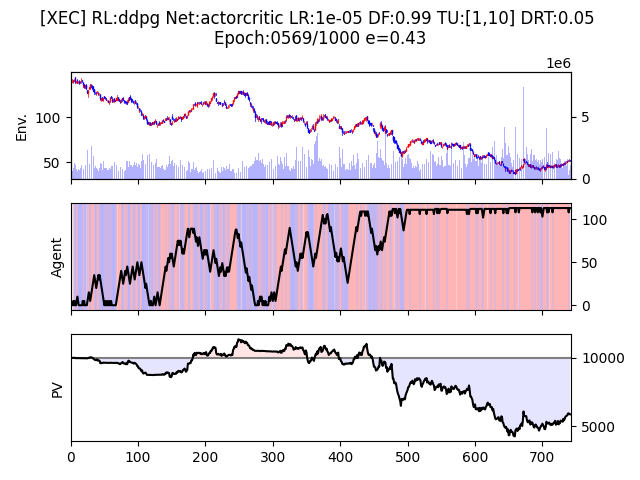 [XEC] RL:ddpg Net:actorcritic LR:1e-05 DF:0.99 TU:[1,10] DRT:0.05
Epoch:0569/1000 e=0.43
1e6
Env.
100
50
5
0
Agent
100
50
0
PV
10000
5000
0 100 200 300 400 500 600 700